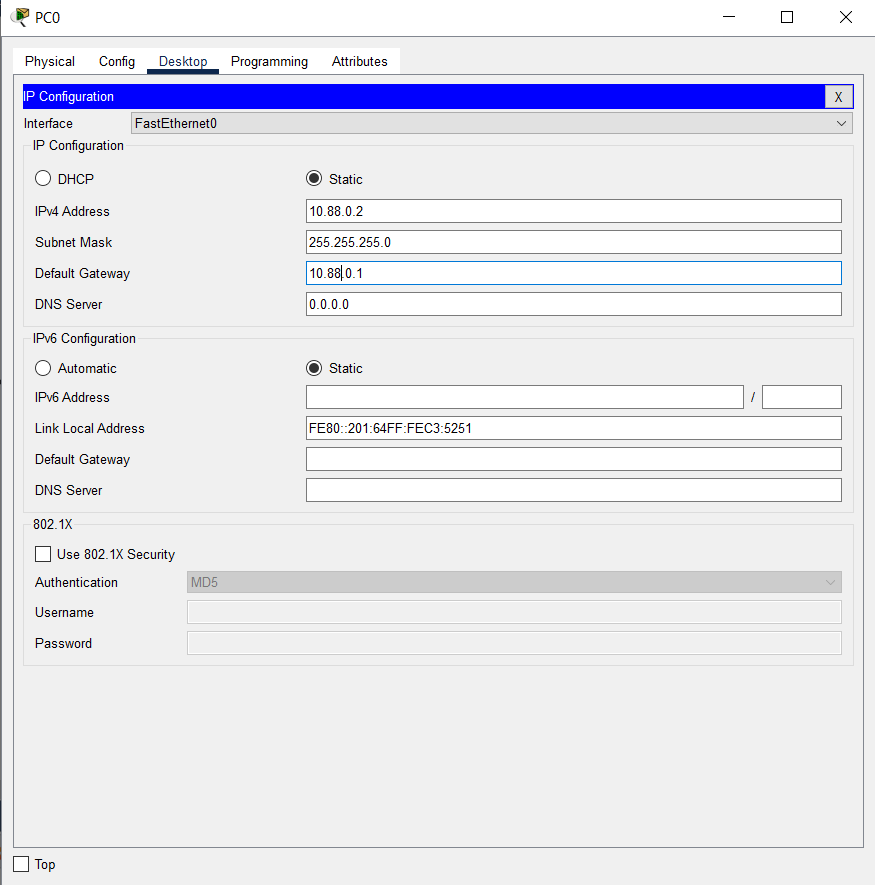 PC0
Physical Config Desktop Programming Attributes
IP Configuration X
Interface FastEthernet0
IP Configuration
DHCP Static
IPv4 Address 10.88.0.2
Subnet Mask 255.255.255.0
Default Gateway 10.88.0.1
DNS Server 0.0.0.0
IPv6 Configuration
Automatic Static
IPv6 Address /
Link Local Address FE80::201:64FF:FEC3:5251
Default Gateway
DNS Server
802.1X
Use 802.1X Security
Authentication MD5
Username
Password
Top